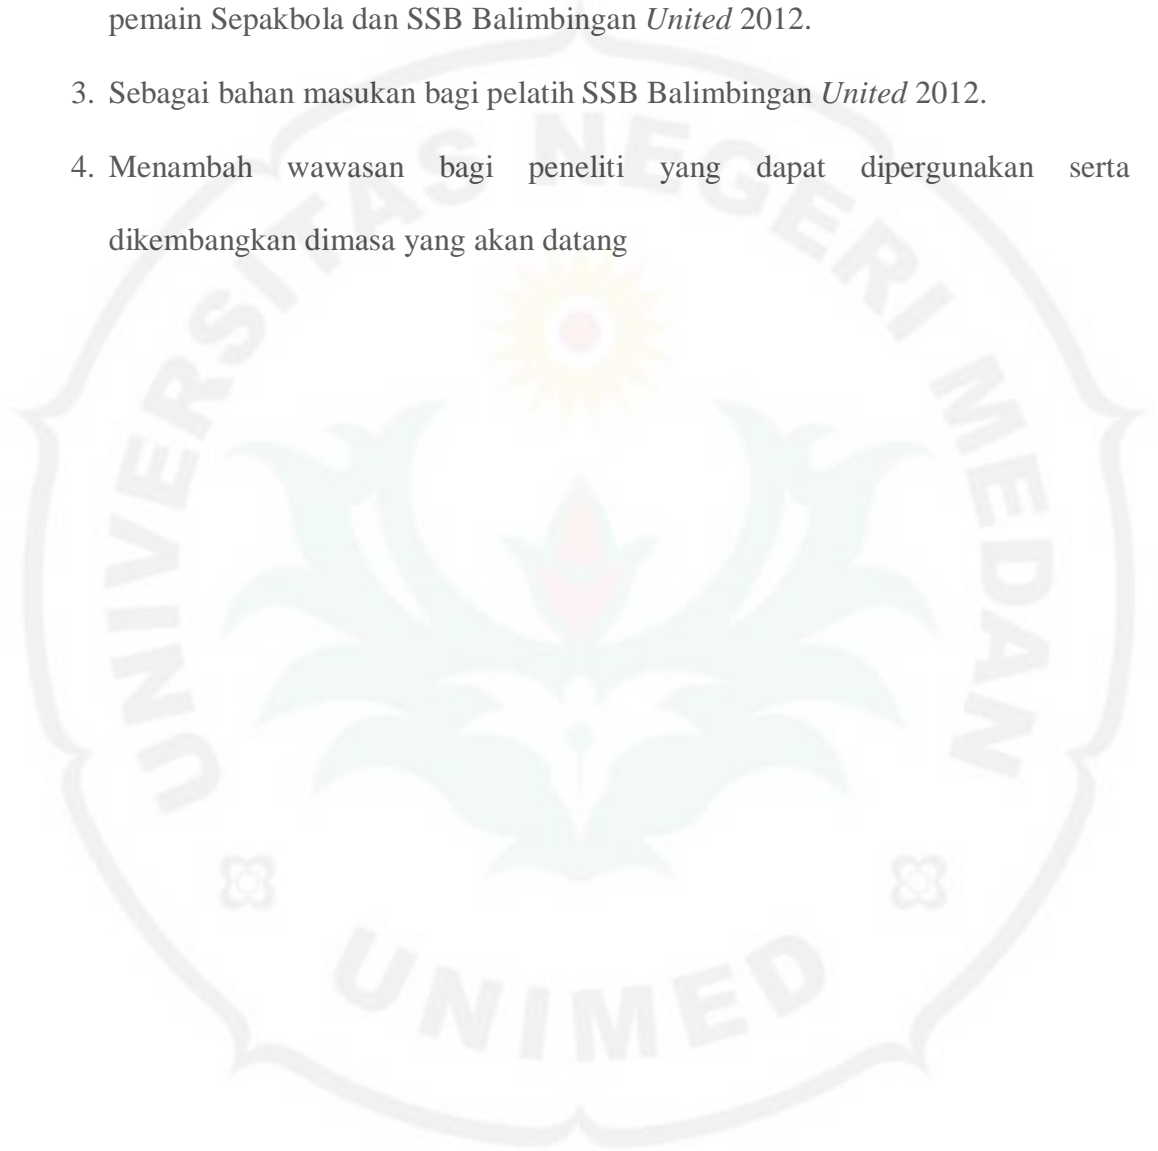 pemain Sepakbola dan SSB Balimbingan United 2012.
3. Sebagai bahan masukan bagi pelatih SSB Balimbingan United 2012.
4. Menambah wawasan bagi peneliti yang dapat dipergunakan serta
dikembangkan dimasa yang akan datang
UNIVERSITAS NEGERI MEDAN
UNIMED